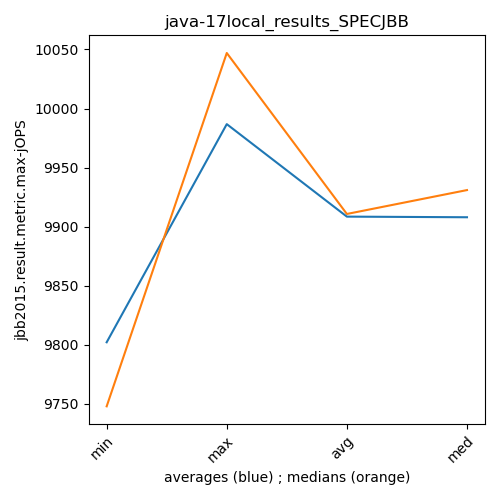 java-17local_results_SPECJBB
jbb2015.result.metric.max-jOPS
10050
10000
9950
9900
9850
9800
9750
min
max
avg
med
averages (blue) ; medians (orange)